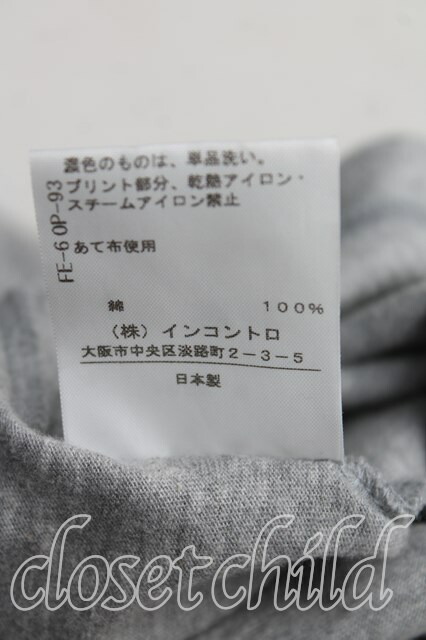 濃色のものは、単品洗い。
プリント部分、乾熱アイロン・
スチームアイロン禁止
あて布使用
FE-6 OP-93
綿 100%
(株)インコントロ
大阪市中央区淡路町2-3-5
日本製
closet child